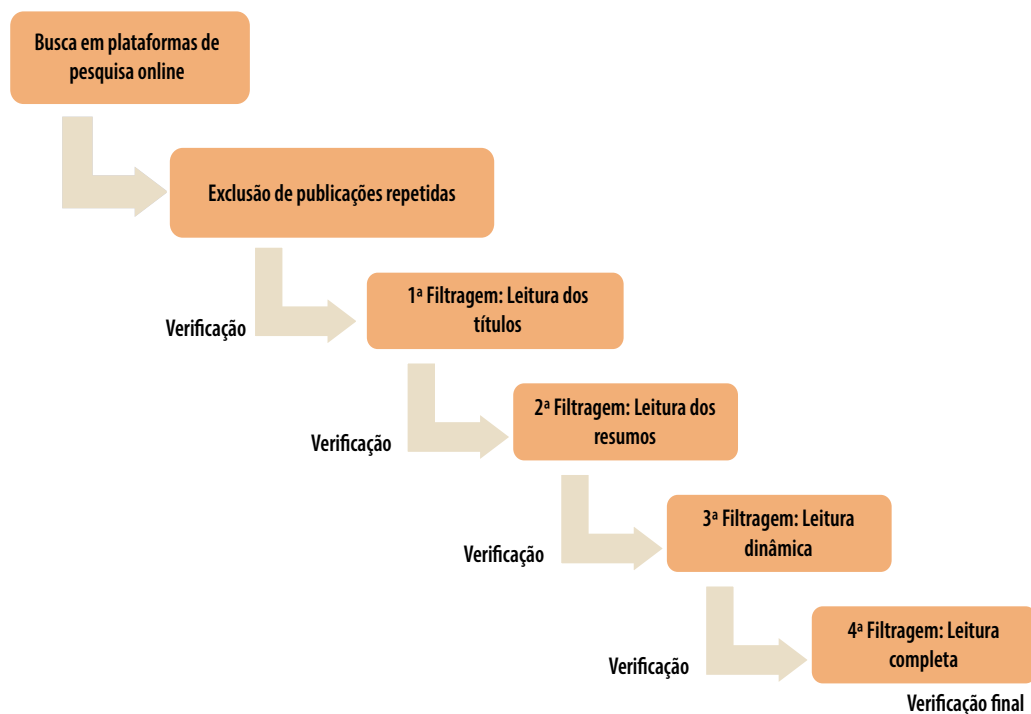 Busca em plataformas de
pesquisa online
Exclusão de publicações repetidas
Verificação
1ª Filtragem: Leitura dos
títulos
Verificação
2ª Filtragem: Leitura dos
resumos
Verificação
3ª Filtragem: Leitura
dinâmica
Verificação
4ª Filtragem: Leitura
completa
Verificação final